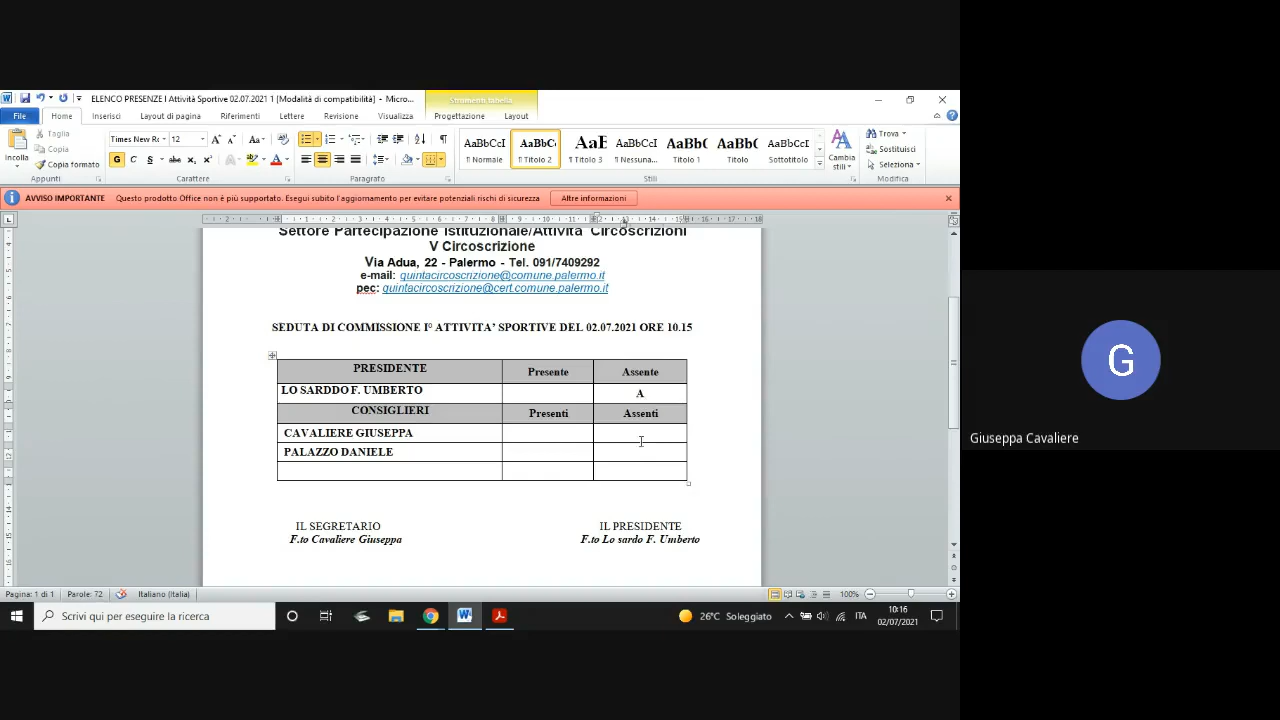 ELENCO PRESENZE I Attività Sportive 02.07.2021 1 [Modalità di compatibilità] - Micro...
Strumenti tabella
File Home Inserisci Layout di pagina Riferimenti Lettere Revisione Visualizza Progettazione Layout
Incolla
Taglia
Copia
Copia formato
Times New Ro 12
G C S abc x₂ x² A A
AaBbCcI AaBbC AaB AaBbCcI AaBbC AaBbC AaBbCcI
¶ Normale ¶ Titolo 2 ¶ Titolo 3 ¶ Nessuna... Titolo 1 Titolo Sottotitolo
Cambia stili
Trova
Sostituisci
Seleziona
Appunti Carattere Paragrafo Stili Modifica
AVVISO IMPORTANTE Questo prodotto Office non è più supportato. Esegui subito l'aggiornamento per evitare potenziali rischi di sicurezza Altre informazioni
Settore Partecipazione Istituzionale/Attività Circoscrizioni
V Circoscrizione
Via Adua, 22 - Palermo - Tel. 091/7409292
e-mail: quintacircoscrizione@comune.palermo.it
pec: quintacircoscrizione@cert.comune.palermo.it
SEDUTA DI COMMISSIONE I° ATTIVITA' SPORTIVE DEL 02.07.2021 ORE 10.15
PRESIDENTE Presente Assente
LO SARDDO F. UMBERTO A
CONSIGLIERI Presenti Assenti
CAVALIERE GIUSEPPA
PALAZZO DANIELE
IL SEGRETARIO IL PRESIDENTE
F.to Cavaliere Giuseppa F.to Lo sardo F. Umberto
Pagina: 1 di 1 Parole: 72 Italiano (Italia) 100%
Scrivi qui per eseguire la ricerca
26°C Soleggiato ITA
10:16
02/07/2021
G
Giuseppa Cavaliere